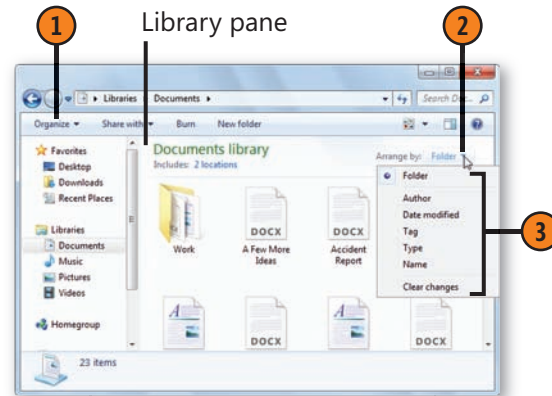 1
Library pane
2
Libraries ▸ Documents ▸
Search Doc...
Organize
Share with
Burn
New folder
Favorites
Desktop
Downloads
Recent Places
Libraries
Documents
Music
Pictures
Videos
Homegroup
Documents library
Includes: 2 locations
Arrange by: Folder
Folder
Author
Date modified
Tag
Type
Name
Clear changes
3
Work
DOCX
A Few More
Ideas
DOCX
Accident
Report
A
DOCX
A
DOCX
23 items